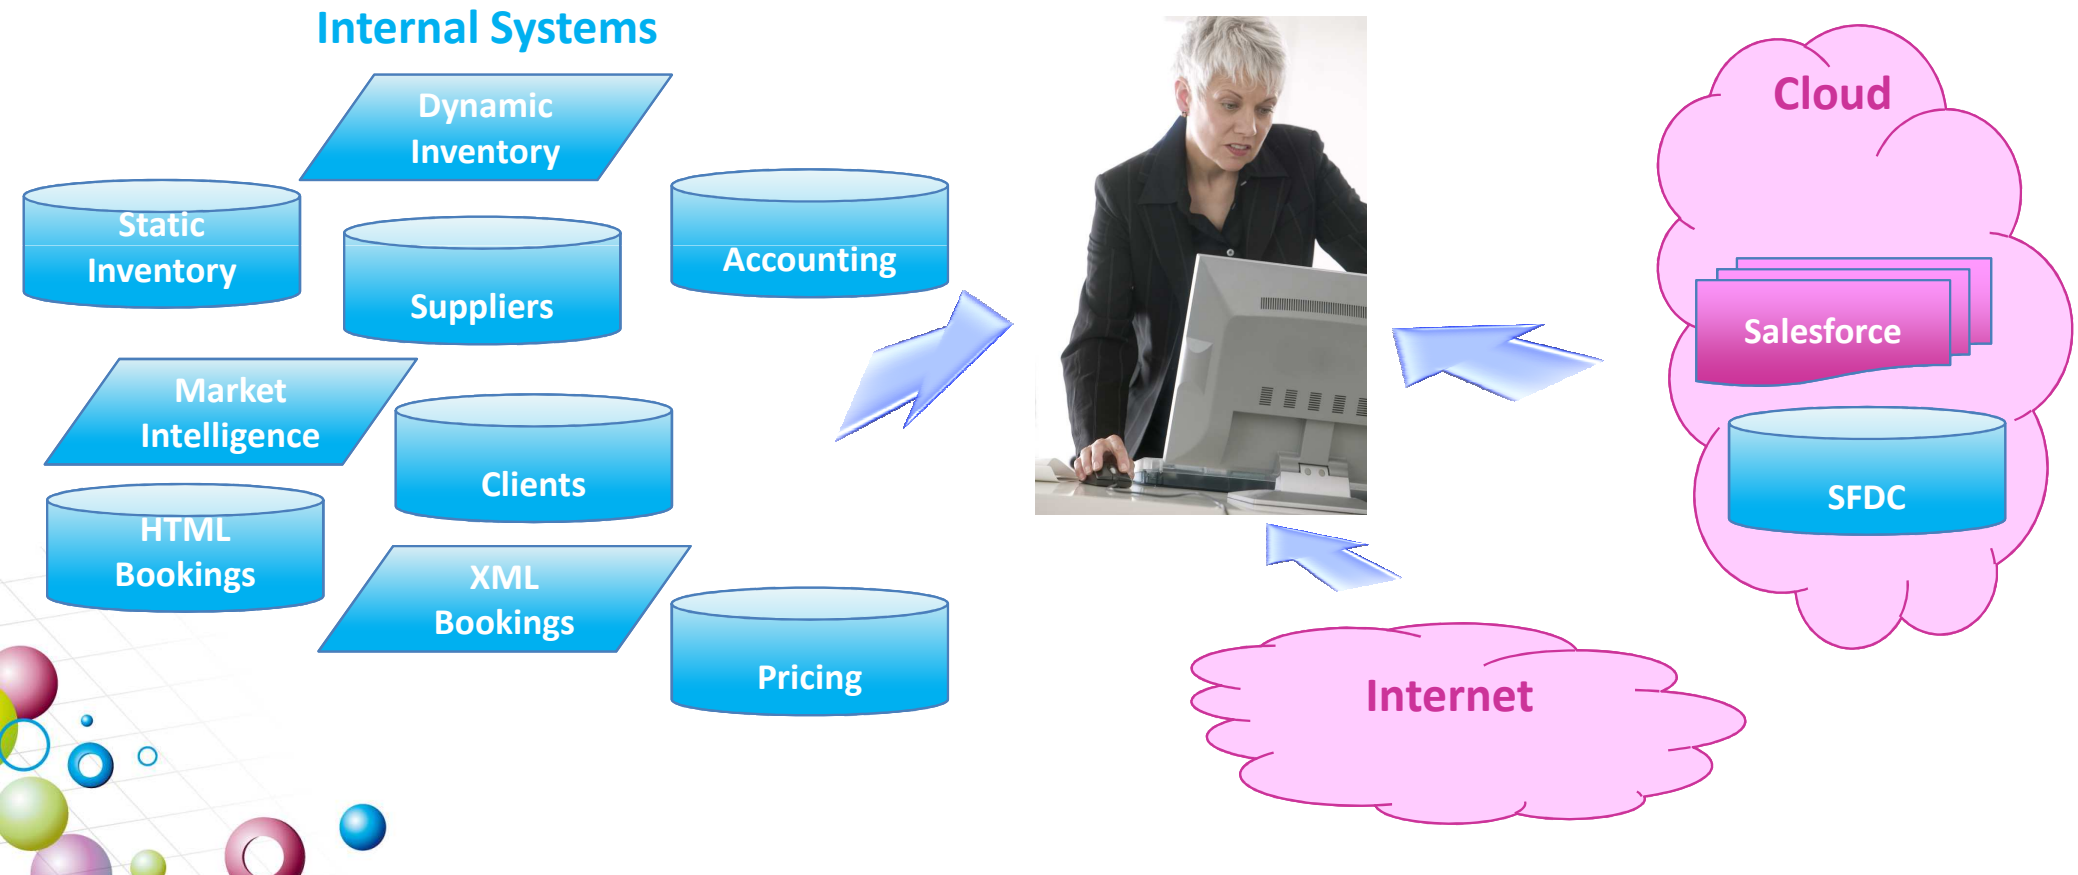 Internal Systems
Dynamic
Inventory
Static
Inventory
Suppliers
Accounting
Market
Intelligence
Clients
HTML
Bookings
XML
Bookings
Pricing
Cloud
Salesforce
SFDC
Internet